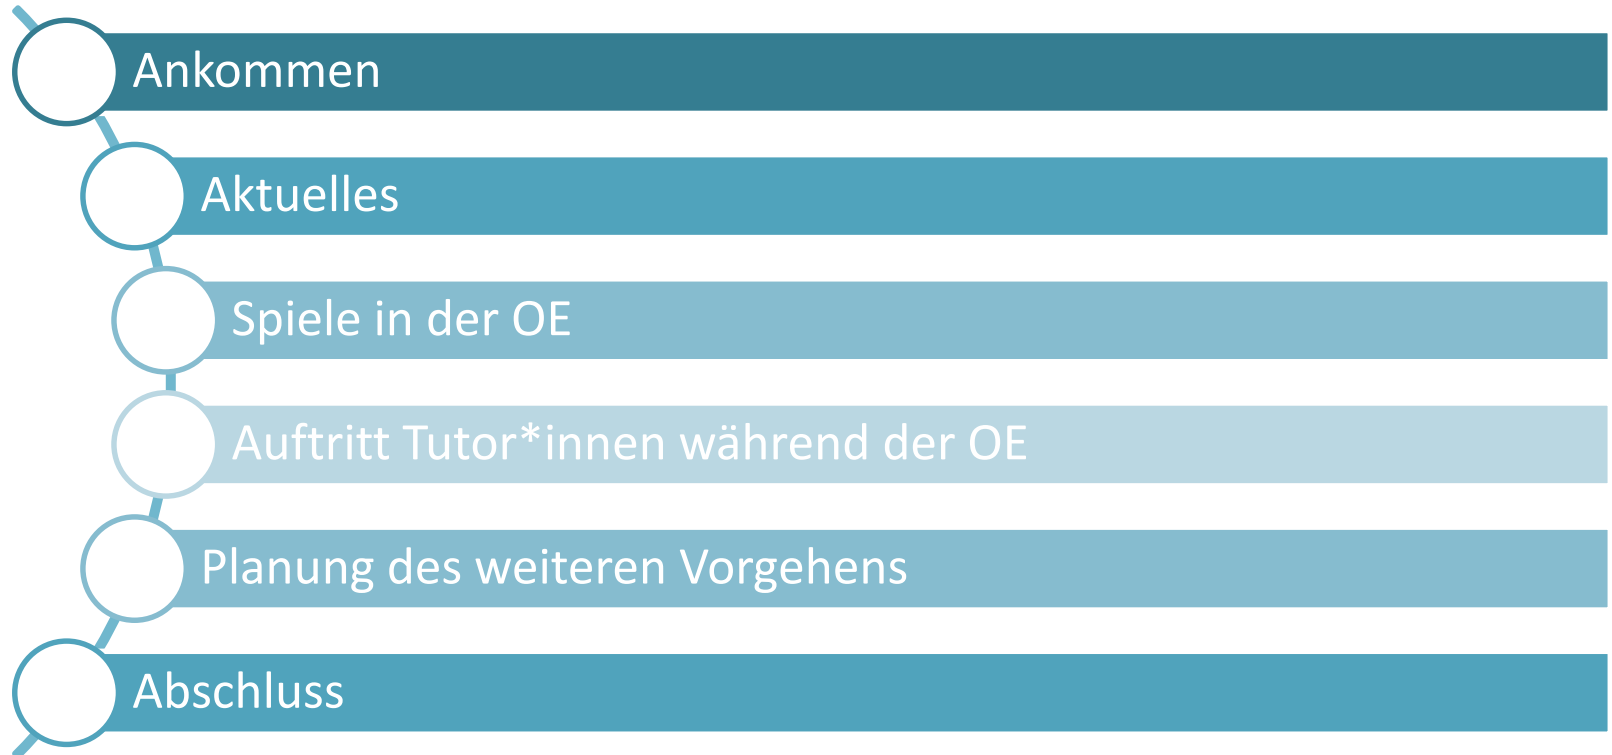 Ankommen
Aktuelles
Spiele in der OE
Auftritt Tutor*innen während der OE
Planung des weiteren Vorgehens
Abschluss